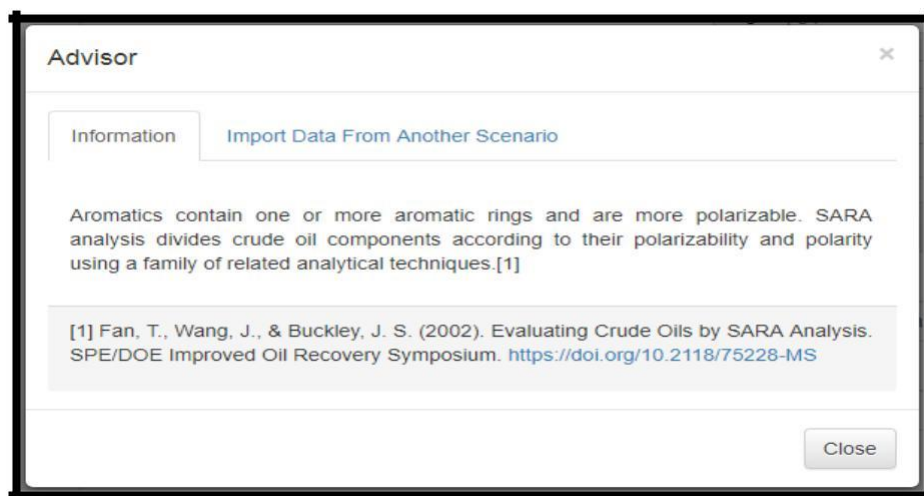 Advisor
×
Information
Import Data From Another Scenario
Aromatics contain one or more aromatic rings and are more polarizable. SARA
analysis divides crude oil components according to their polarizability and polarity
using a family of related analytical techniques.[1]
[1] Fan, T., Wang, J., & Buckley, J. S. (2002). Evaluating Crude Oils by SARA Analysis.
SPE/DOE Improved Oil Recovery Symposium. https://doi.org/10.2118/75228-MS
Close